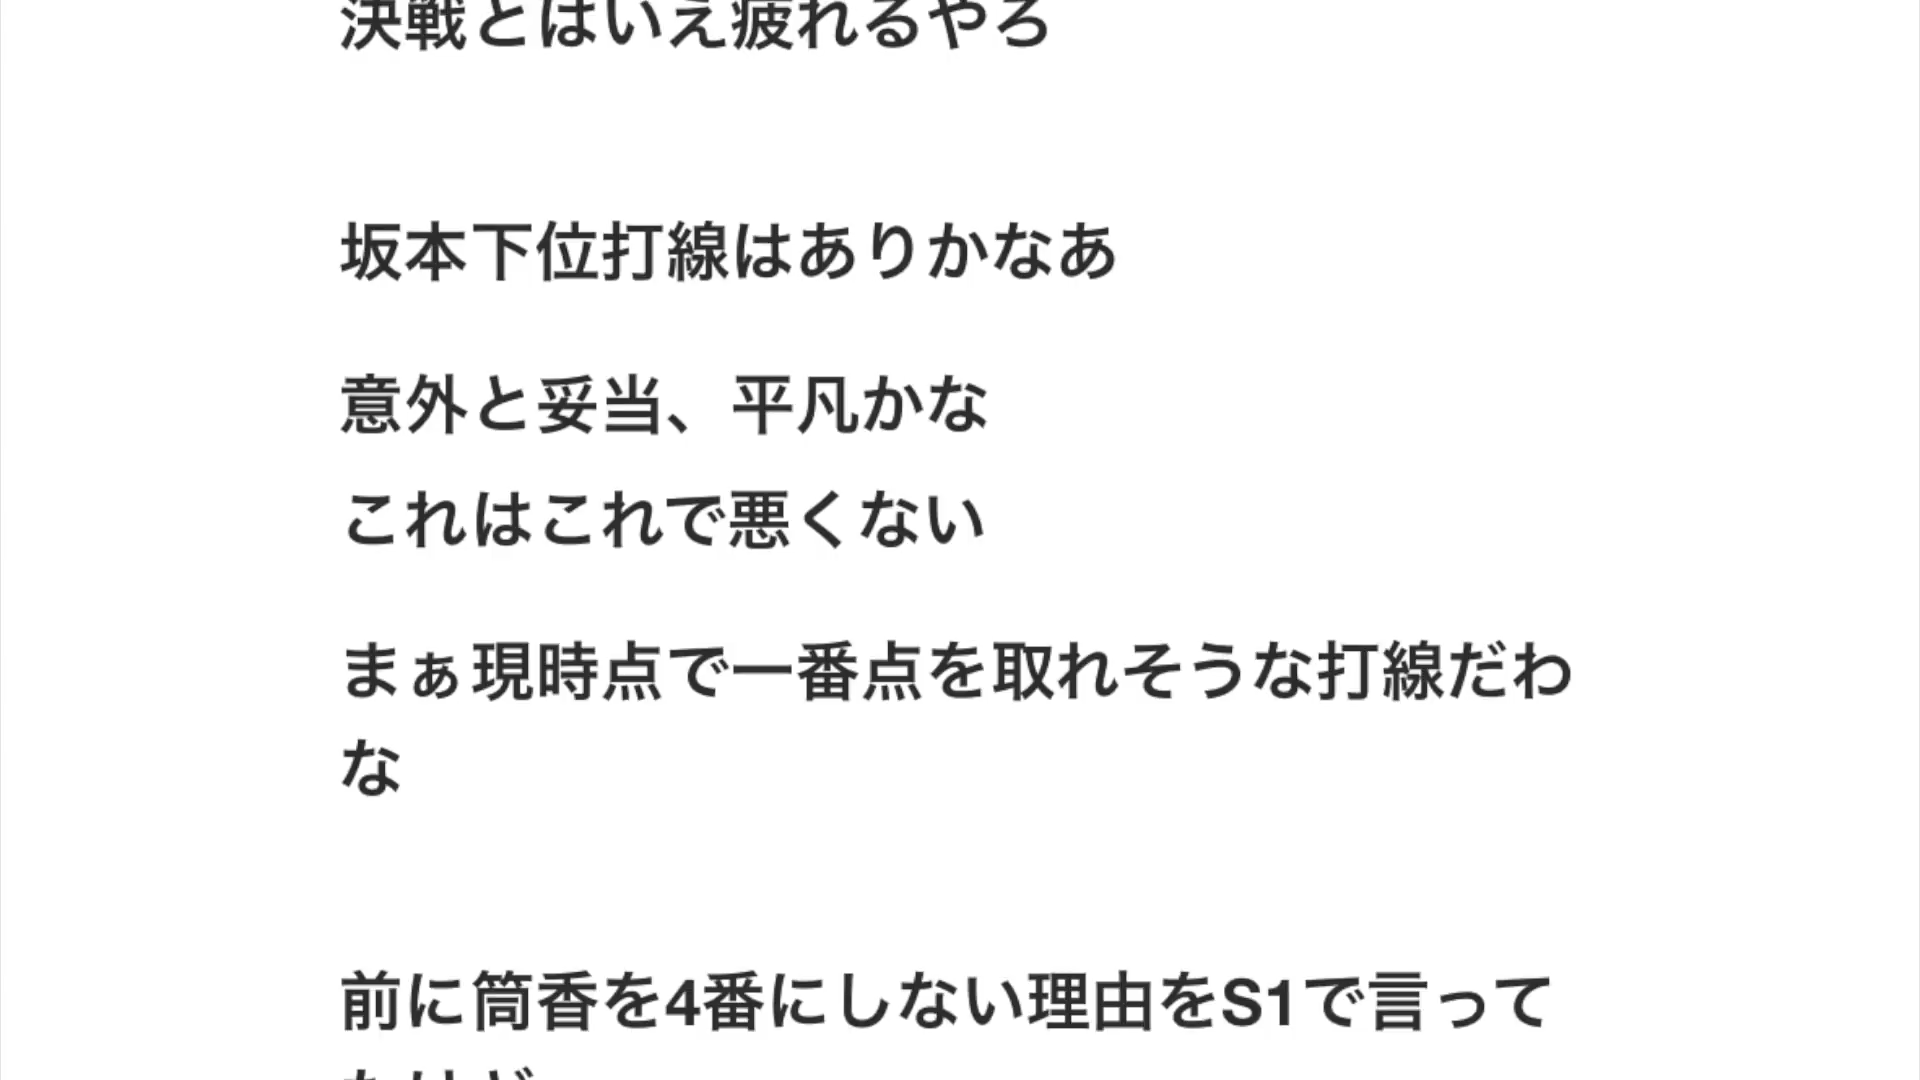 決戦とはいえ疲れるやろ
坂本下位打線はありかなあ
意外と妥当、平凡かな
これはこれで悪くない
まぁ現時点で一番点を取れそうな打線だわ
な
前に筒香を4番にしない理由をS1で言って